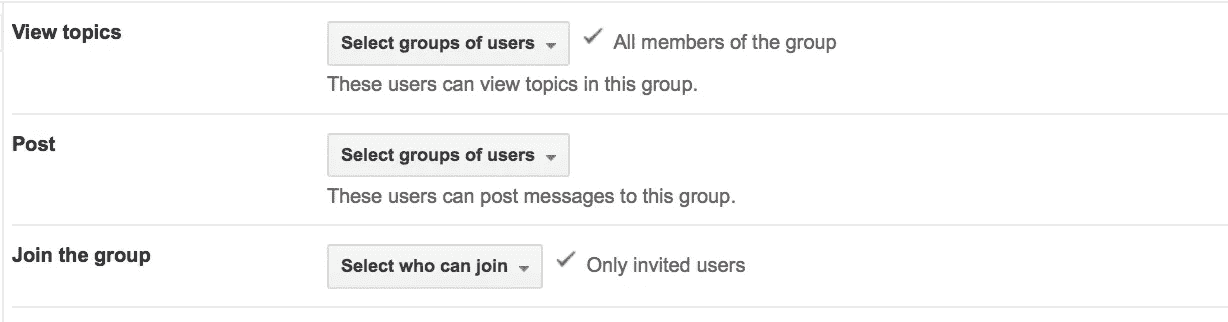 View topics
Select groups of users
All members of the group
These users can view topics in this group.
Post
Select groups of users
These users can post messages to this group.
Join the group
Select who can join
Only invited users